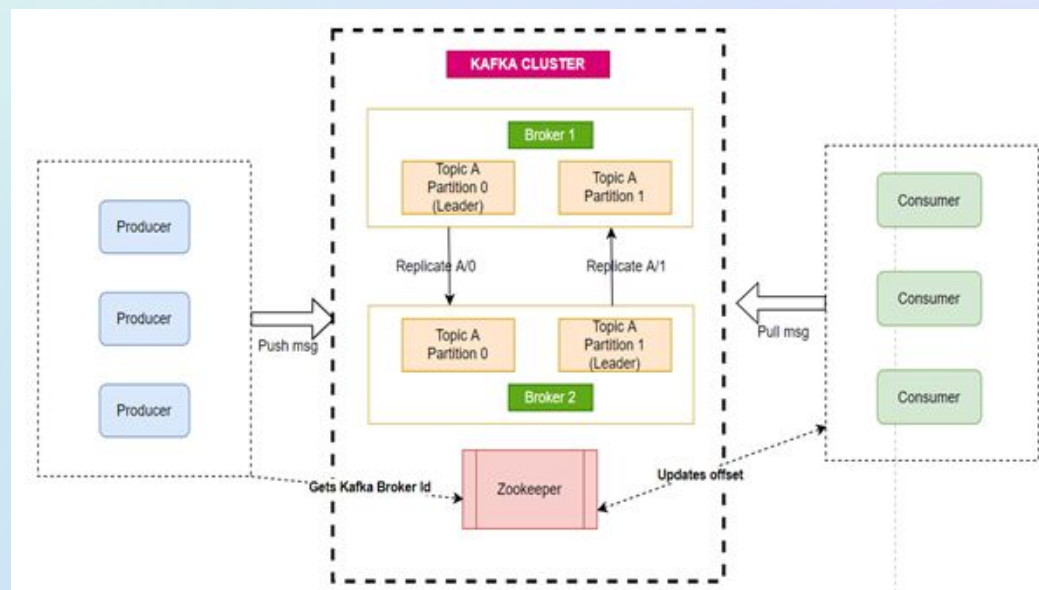 KAFKA CLUSTER
Broker 1
Topic A
Partition 0
(Leader)
Topic A
Partition 1
Replicate A/0
Replicate A/1
Topic A
Partition 0
Topic A
Partition 1
(Leader)
Broker 2
Zookeeper
Producer
Producer
Producer
Push msg
Gets Kafka Broker Id
Consumer
Consumer
Consumer
Pull msg
Updates offset